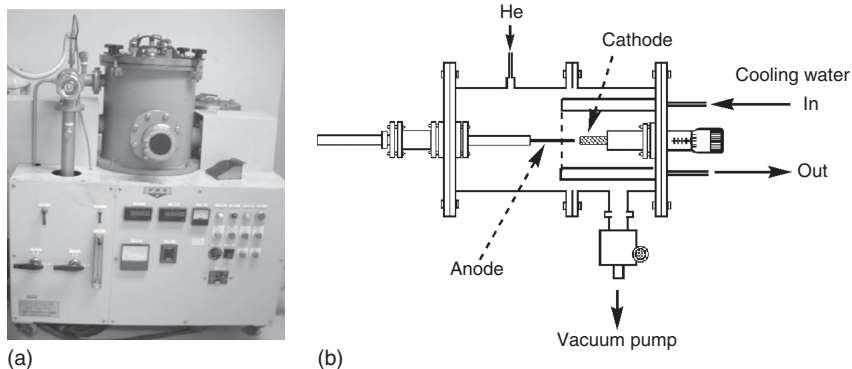 He
Cathode
Cooling water
In
Out
Anode
Vacuum pump
(a)
(b)